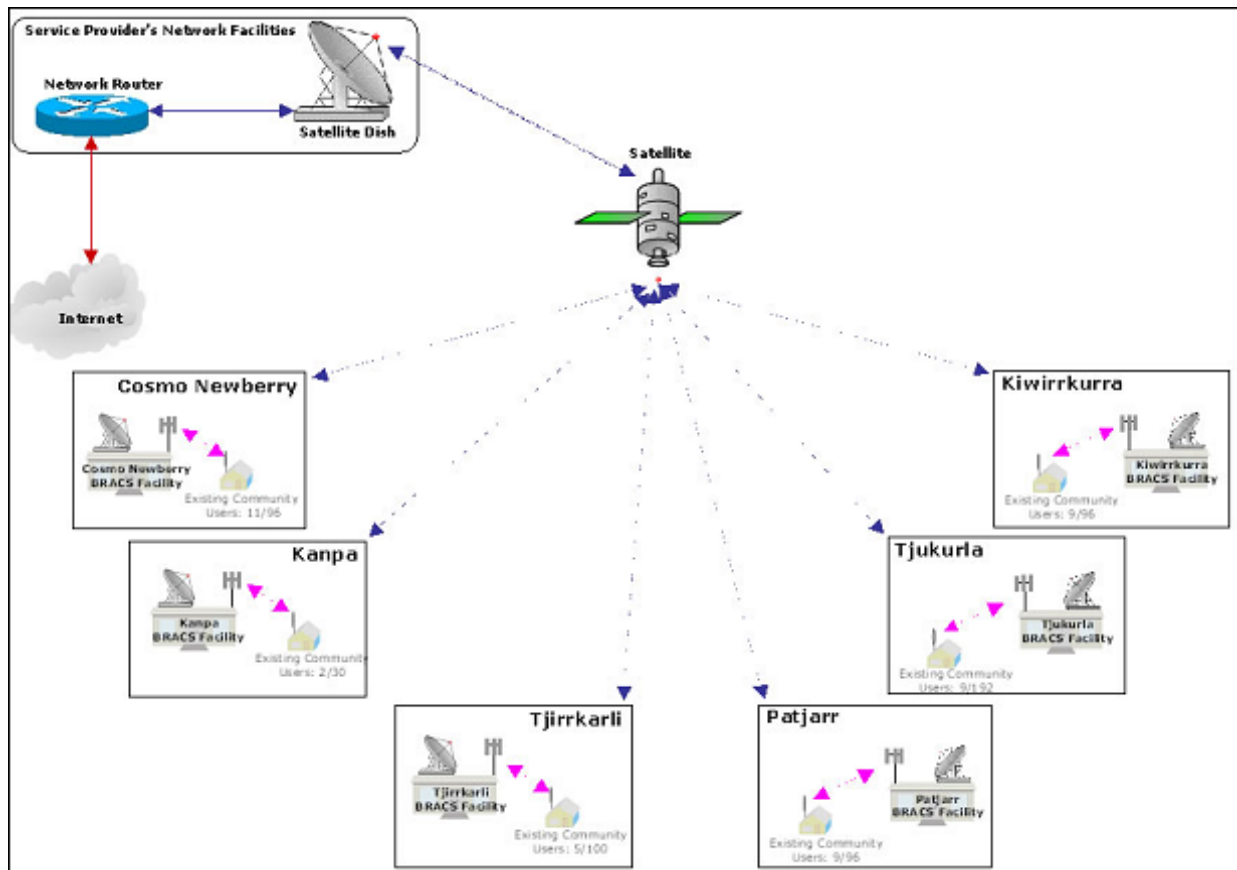 Service Provider's Network Facilities
Network Router
Satellite Dish
Satellite
Internet
Cosmo Newberry
Cosmo Newberry
BRACS Facility
Existing Community
Users: 11/96
Kiwirrkurra
Kiwirrkurra
BRACS Facility
Existing Community
Users: 9/96
Kanpa
Kanpa
BRACS Facility
Existing Community
Users: 2/30
Tjukurla
Tjukurla
BRACS Facility
Existing Community
Users: 9/192
Tjirrkarli
Tjirrkarli
BRACS Facility
Existing Community
Users: 5/100
Patjarr
Patjarr
BRACS Facility
Existing Community
Users: 9/96